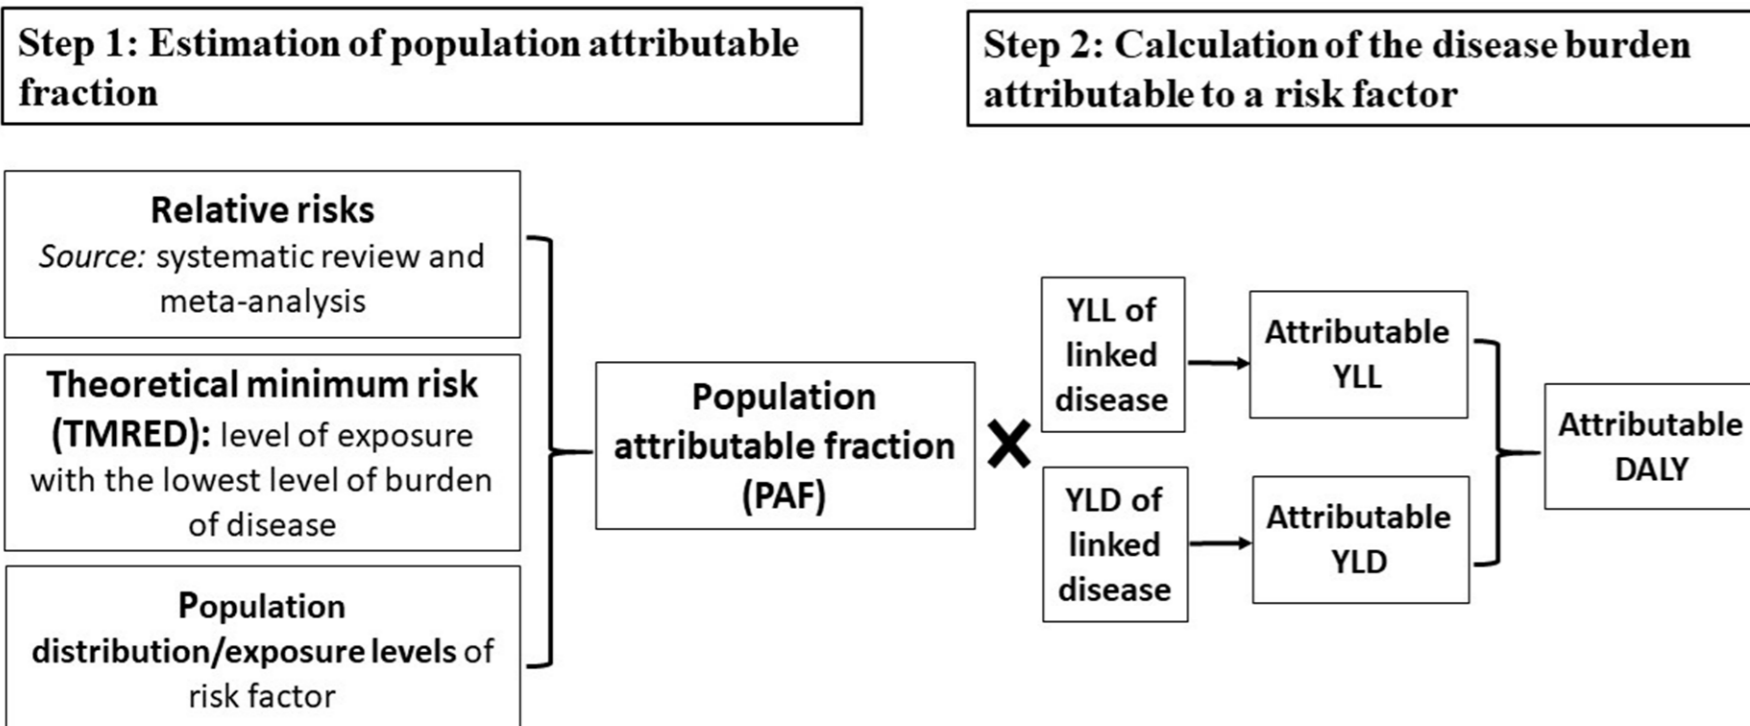 Step 1: Estimation of population attributable
fraction
Step 2: Calculation of the disease burden
attributable to a risk factor
Relative risks
Source: systematic review and
meta-analysis
Theoretical minimum risk
(TMRED): level of exposure
with the lowest level of burden
of disease
Population
distribution/exposure levels of
risk factor
Population
attributable fraction
(PAF)
X
YLL of
linked
disease
Attributable
YLL
YLD of
linked
disease
Attributable
YLD
Attributable
DALY